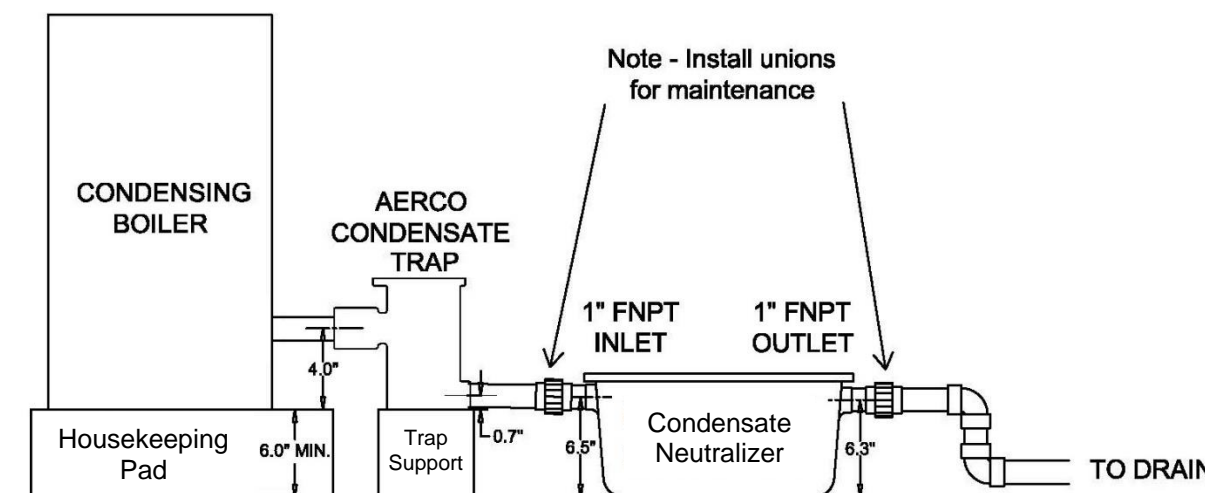 Note - Install unions
for maintenance
CONDENSING
BOILER
AERCO
CONDENSATE
TRAP
1" FNPT
INLET
1" FNPT
OUTLET
4.0"
Housekeeping
Pad
6.0" MIN.
Trap
Support
0.7"
6.5"
Condensate
Neutralizer
6.3"
TO DRAIN